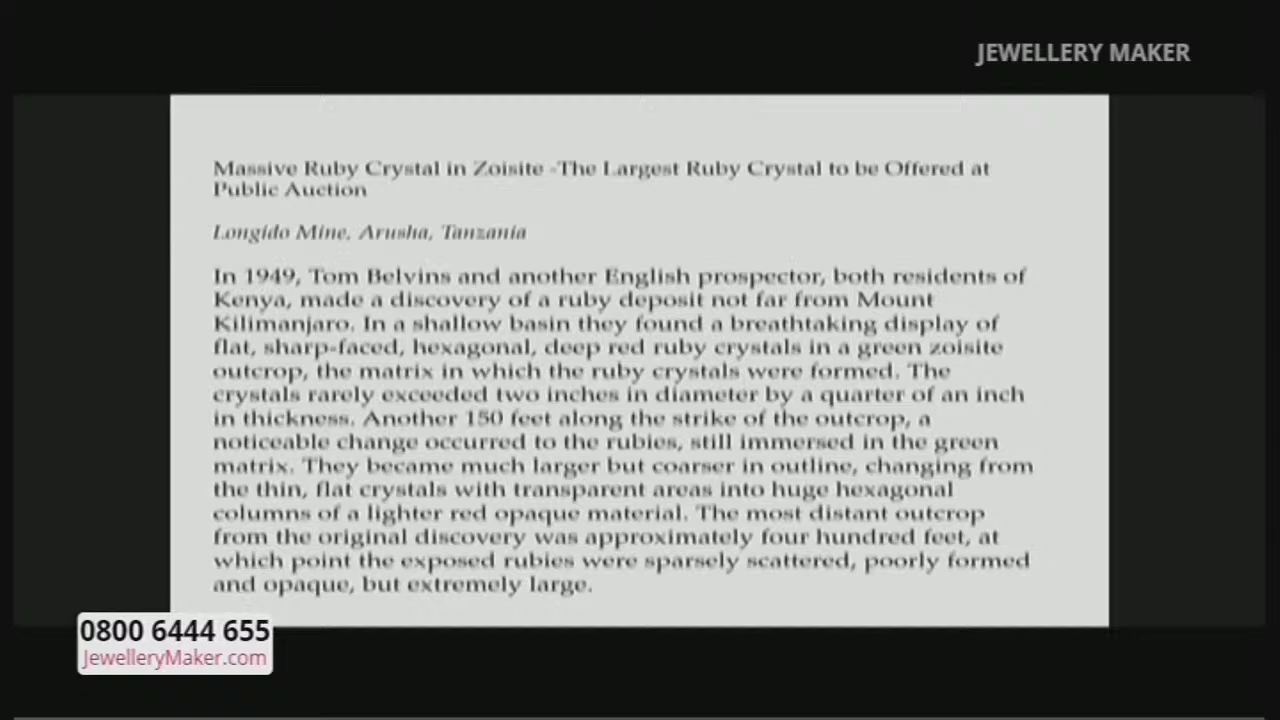 JEWELLERY MAKER
Massive Ruby Crystal in Zoisite -The Largest Ruby Crystal to be Offered at
Public Auction
Longido Mine, Arusha, Tanzania
In 1949, Tom Belvins and another English prospector, both residents of
Kenya, made a discovery of a ruby deposit not far from Mount
Kilimanjaro. In a shallow basin they found a breathtaking display of
flat, sharp-faced, hexagonal, deep red ruby crystals in a green zoisite
outcrop, the matrix in which the ruby crystals were formed. The
crystals rarely exceeded two inches in diameter by a quarter of an inch
in thickness. Another 150 feet along the strike of the outcrop, a
noticeable change occurred to the rubies, still immersed in the green
matrix. They became much larger but coarser in outline, changing from
the thin, flat crystals with transparent areas into huge hexagonal
columns of a lighter red opaque material. The most distant outcrop
from the original discovery was approximately four hundred feet, at
which point the exposed rubies were sparsely scattered, poorly formed
and opaque, but extremely large.
0800 6444 655
JewelleryMaker.com